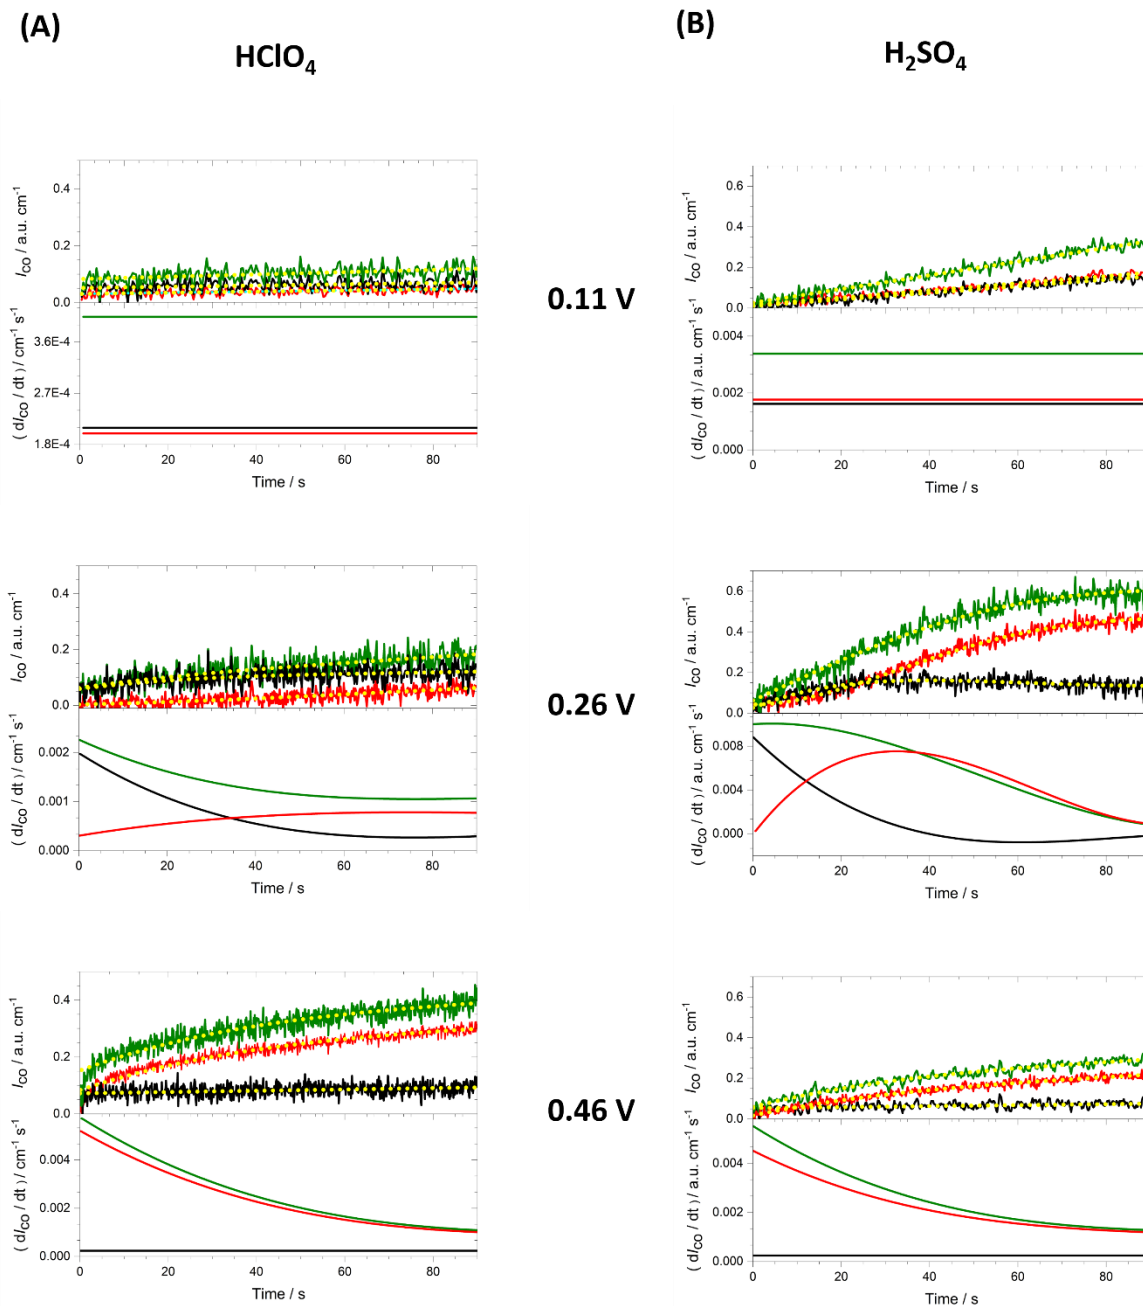 (A)
HClO4
(B)
H2SO4
0.4
0.2
0.0
ICO / a.u. cm-1
3.6E-4
2.7E-4
1.8E-4
( dICO / dt ) / cm-1 s-1
0 20 40 60 80
Time / s
0.11 V
0.6
0.4
0.2
0.0
ICO / a.u. cm-1
0.004
0.002
0.000
( dICO / dt ) / a.u. cm-1 s-1
0 20 40 60 80
Time / s
0.4
0.2
0.0
ICO / a.u. cm-1
0.002
0.001
0.000
( dICO / dt ) / cm-1 s-1
0 20 40 60 80
Time / s
0.26 V
0.6
0.4
0.2
0.0
ICO / a.u. cm-1
0.008
0.004
0.000
( dICO / dt ) / a.u. cm-1 s-1
0 20 40 60 80
Time / s
0.4
0.2
0.0
ICO / a.u. cm-1
0.004
0.002
0.000
( dICO / dt ) / cm-1 s-1
0 20 40 60 80
Time / s
0.46 V
0.6
0.4
0.2
0.0
ICO / a.u. cm-1
0.004
0.002
0.000
( dICO / dt ) / a.u. cm-1 s-1
0 20 40 60 80
Time / s